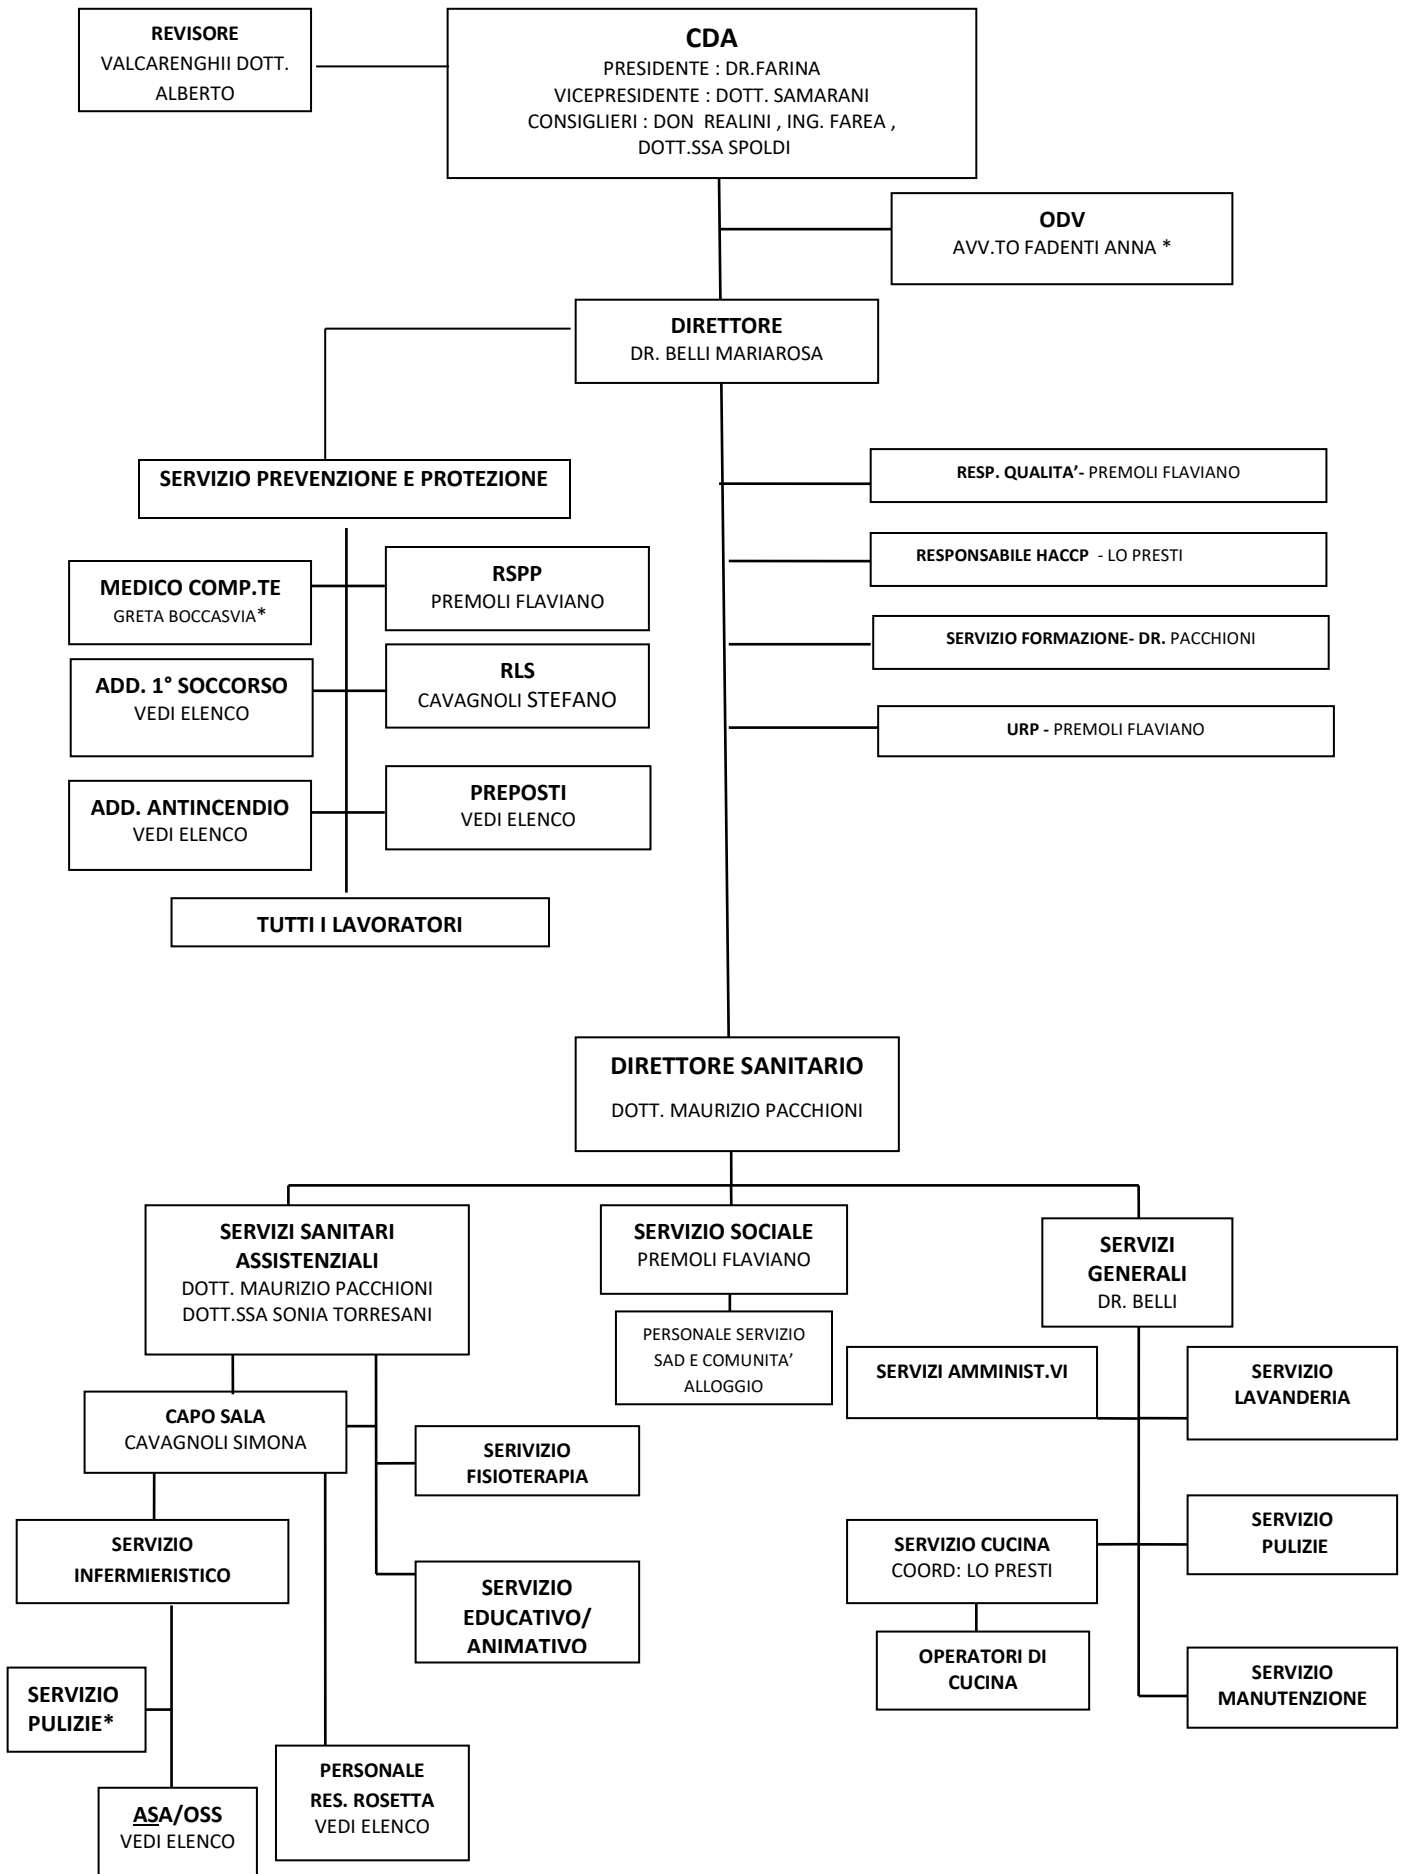 REVISORE
VALCARENGHII DOTT.
ALBERTO
CDA
PRESIDENTE : DR.FARINA
VICEPRESIDENTE : DOTT. SAMARANI
CONSIGLIERI : DON REALINI , ING. FAREA ,
DOTT.SSA SPOLDI
ODV
AVV.TO FADENTI ANNA *
DIRETTORE
DR. BELLI MARIAROSA
SERVIZIO PREVENZIONE E PROTEZIONE
RESP. QUALITA’- PREMOLI FLAVIANO
RESPONSABILE HACCP - LO PRESTI
SERVIZIO FORMAZIONE- DR. PACCHIONI
URP - PREMOLI FLAVIANO
MEDICO COMP.TE
GRETA BOCCASVIA*
RSPP
PREMOLI FLAVIANO
ADD. 1° SOCCORSO
VEDI ELENCO
RLS
CAVAGNOLI STEFANO
ADD. ANTINCENDIO
VEDI ELENCO
PREPOSTI
VEDI ELENCO
TUTTI I LAVORATORI
DIRETTORE SANITARIO
DOTT. MAURIZIO PACCHIONI
SERVIZI SANITARI
ASSISTENZIALI
DOTT. MAURIZIO PACCHIONI
DOTT.SSA SONIA TORRESANI
SERVIZIO SOCIALE
PREMOLI FLAVIANO
SERVIZI
GENERALI
DR. BELLI
PERSONALE SERVIZIO
SAD E COMUNITA’
ALLOGGIO
SERVIZI AMMINIST.VI
SERVIZIO
LAVANDERIA
CAPO SALA
CAVAGNOLI SIMONA
SERIVIZIO
FISIOTERAPIA
SERVIZIO
INFERMIERISTICO
SERVIZIO
EDUCATIVO/
ANIMATIVO
SERVIZIO CUCINA
COORD: LO PRESTI
SERVIZIO
PULIZIE
OPERATORI DI
CUCINA
SERVIZIO
MANUTENZIONE
SERVIZIO
PULIZIE*
PERSONALE
RES. ROSETTA
VEDI ELENCO
ASA/OSS
VEDI ELENCO